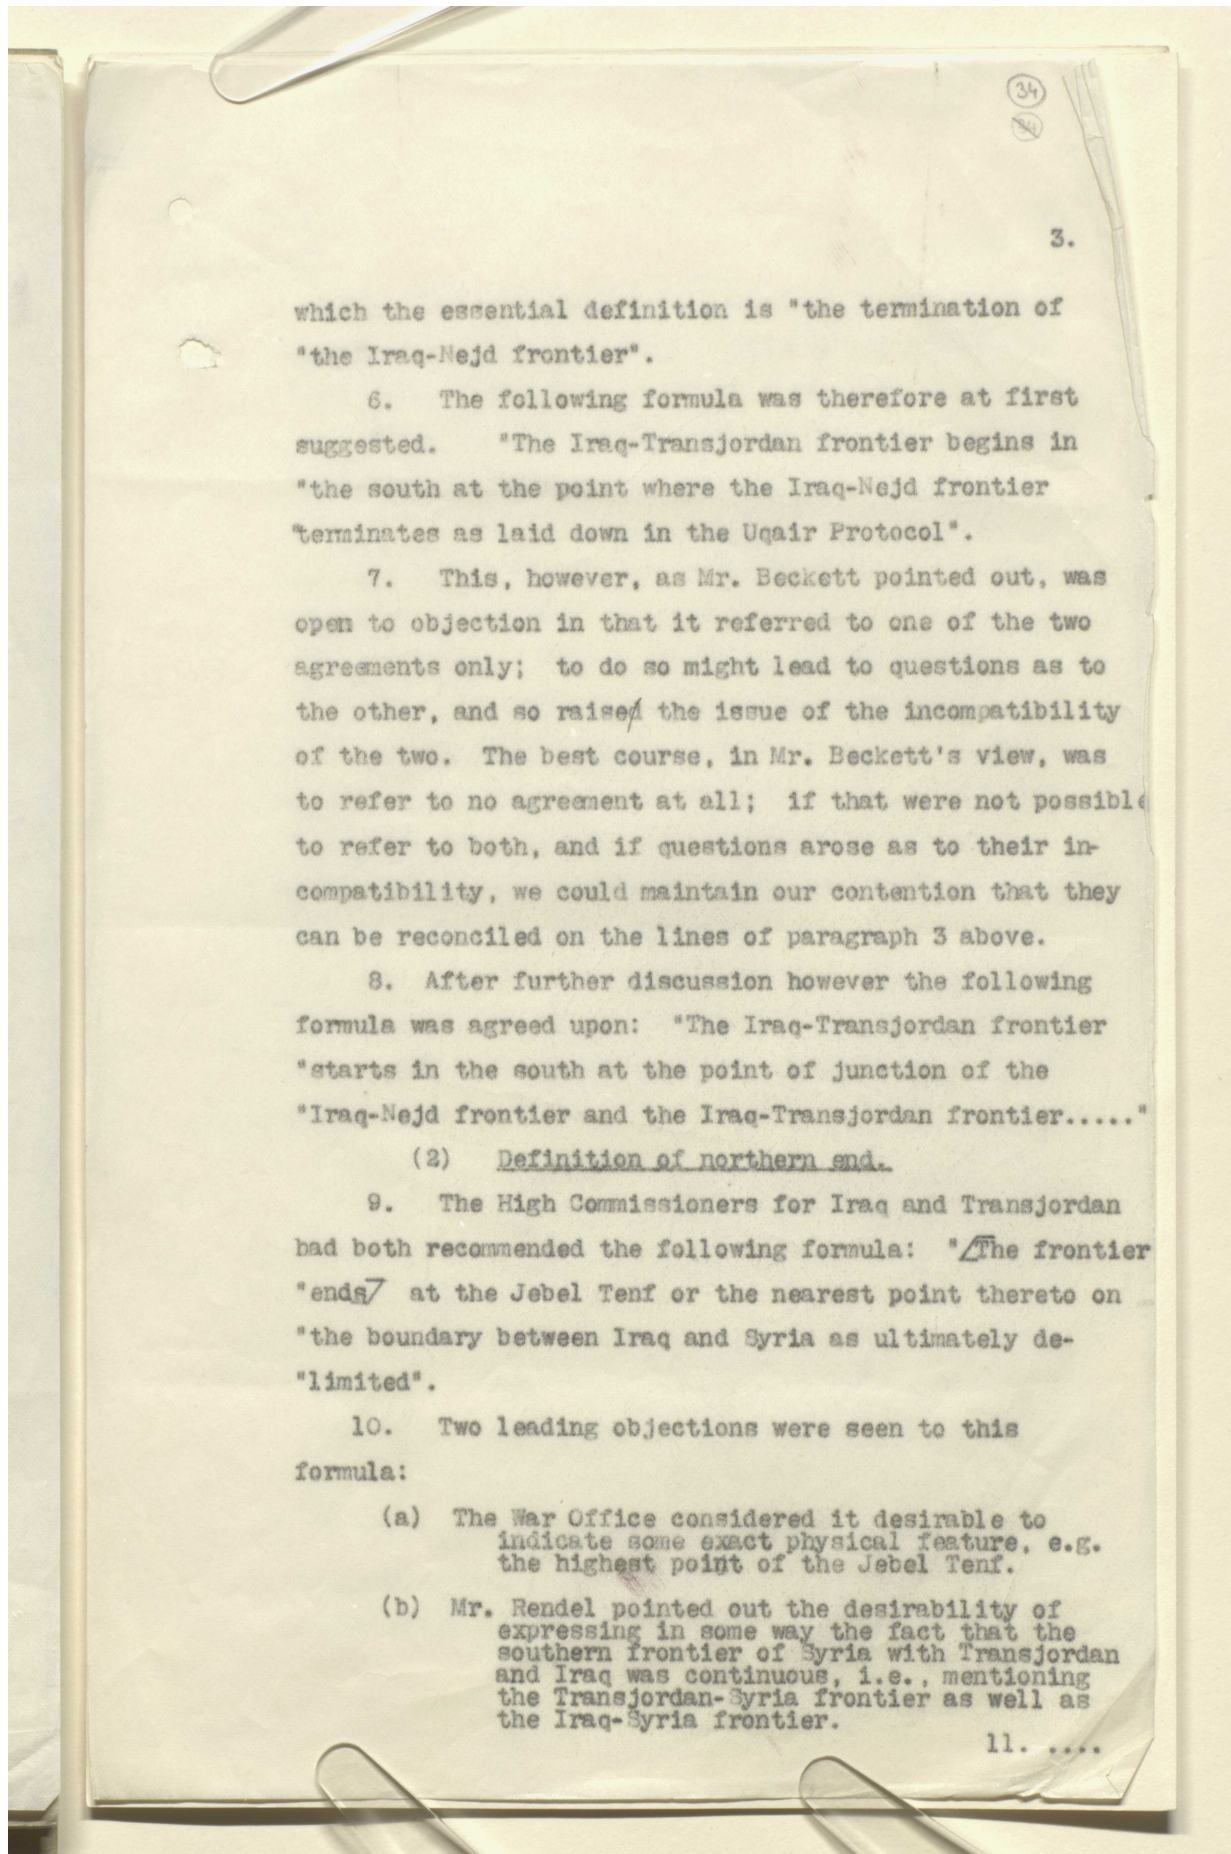 34
34
3.
which the essential definition is "the termination of
"the Iraq-Nejd frontier".
6. The following formula was therefore at first
suggested. "The Iraq-Transjordan frontier begins in
"the south at the point where the Iraq-Nejd frontier
"terminates as laid down in the Uqair Protocol".
7. This, however, as Mr. Beckett pointed out, was
open to objection in that it referred to one of the two
agreements only; to do so might lead to questions as to
the other, and so raised the issue of the incompatibility
of the two. The best course, in Mr. Beckett's view, was
to refer to no agreement at all; if that were not possible
to refer to both, and if questions arose as to their in-
compatibility, we could maintain our contention that they
can be reconciled on the lines of paragraph 3 above.
8. After further discussion however the following
formula was agreed upon: "The Iraq-Transjordan frontier
"starts in the south at the point of junction of the
"Iraq-Nejd frontier and the Iraq-Transjordan frontier....."
(2) Definition of northern end.
9. The High Commissioners for Iraq and Transjordan
had both recommended the following formula: "[The frontier
"ends] at the Jebel Tenf or the nearest point thereto on
"the boundary between Iraq and Syria as ultimately de-
"limited".
10. Two leading objections were seen to this
formula:
(a) The War Office considered it desirable to
indicate some exact physical feature, e.g.
the highest point of the Jebel Tenf.
(b) Mr. Rendel pointed out the desirability of
expressing in some way the fact that the
southern frontier of Syria with Transjordan
and Iraq was continuous, i.e., mentioning
the Transjordan-Syria frontier as well as
the Iraq-Syria frontier.
11. ....